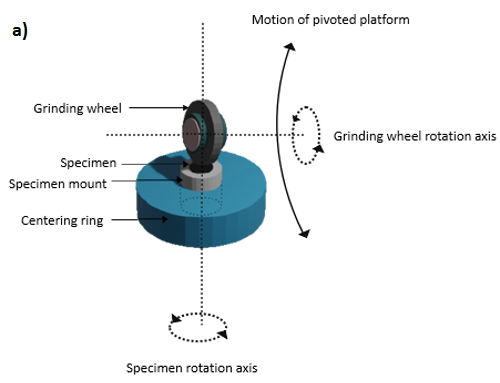 a)
Motion of pivoted platform
Grinding wheel
Grinding wheel rotation axis
Specimen
Specimen mount
Centering ring
Specimen rotation axis